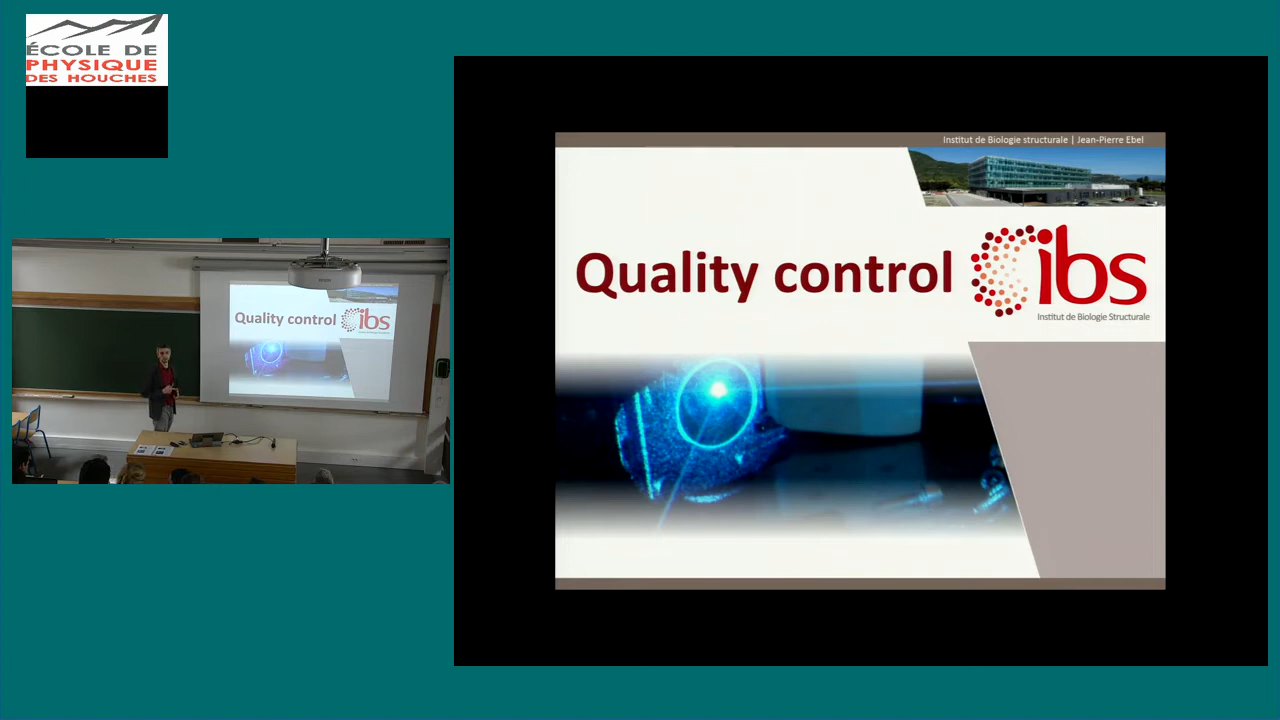 ÉCOLE DE
PHYSIQUE
DES HOUCHES
Institut de Biologie structurale | Jean-Pierre Ebel
Quality control
ibs
Institut de Biologie Structurale
Quality control
ibs